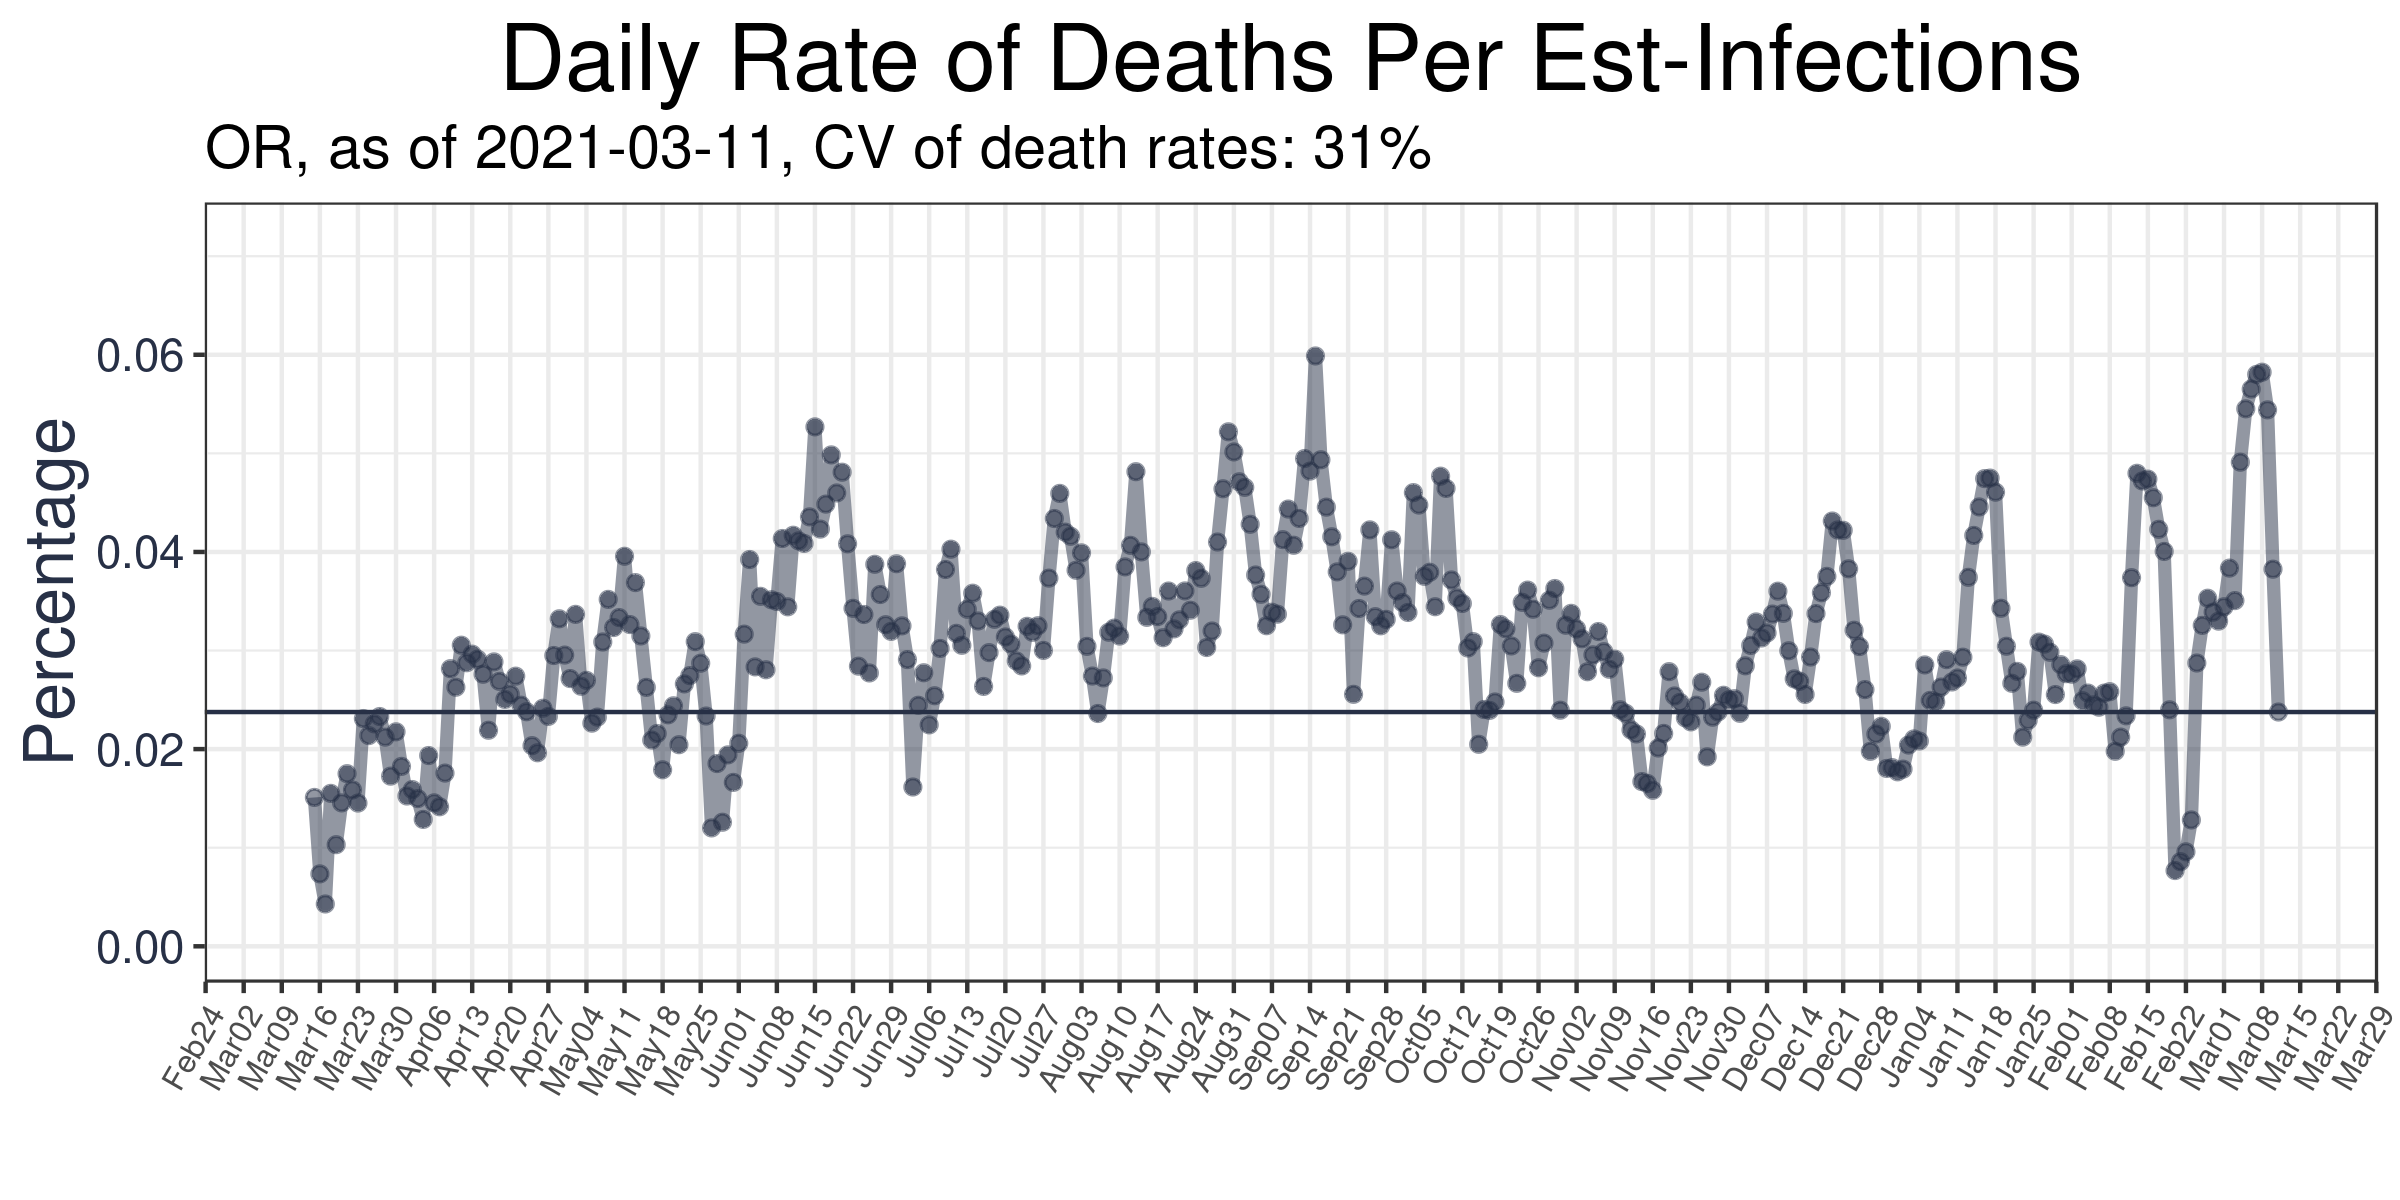 Daily Rate of Deaths Per Est-Infections
OR, as of 2021-03-11, CV of death rates: 31%
Percentage
0.06
0.04
0.02
0.00
Feb24 Mar02 Mar09 Mar16 Mar23 Mar30 Apr06 Apr13 Apr20 Apr27 May04 May11 May18 May25 Jun01 Jun08 Jun15 Jun22 Jun29 Jul06 Jul13 Jul20 Jul27 Aug03 Aug10 Aug17 Aug24 Aug31 Sep07 Sep14 Sep21 Sep28 Oct05 Oct12 Oct19 Oct26 Nov02 Nov09 Nov16 Nov23 Nov30 Dec07 Dec14 Dec21 Dec28 Jan04 Jan11 Jan18 Jan25 Feb01 Feb08 Feb15 Feb22 Mar01 Mar08 Mar15 Mar22 Mar29